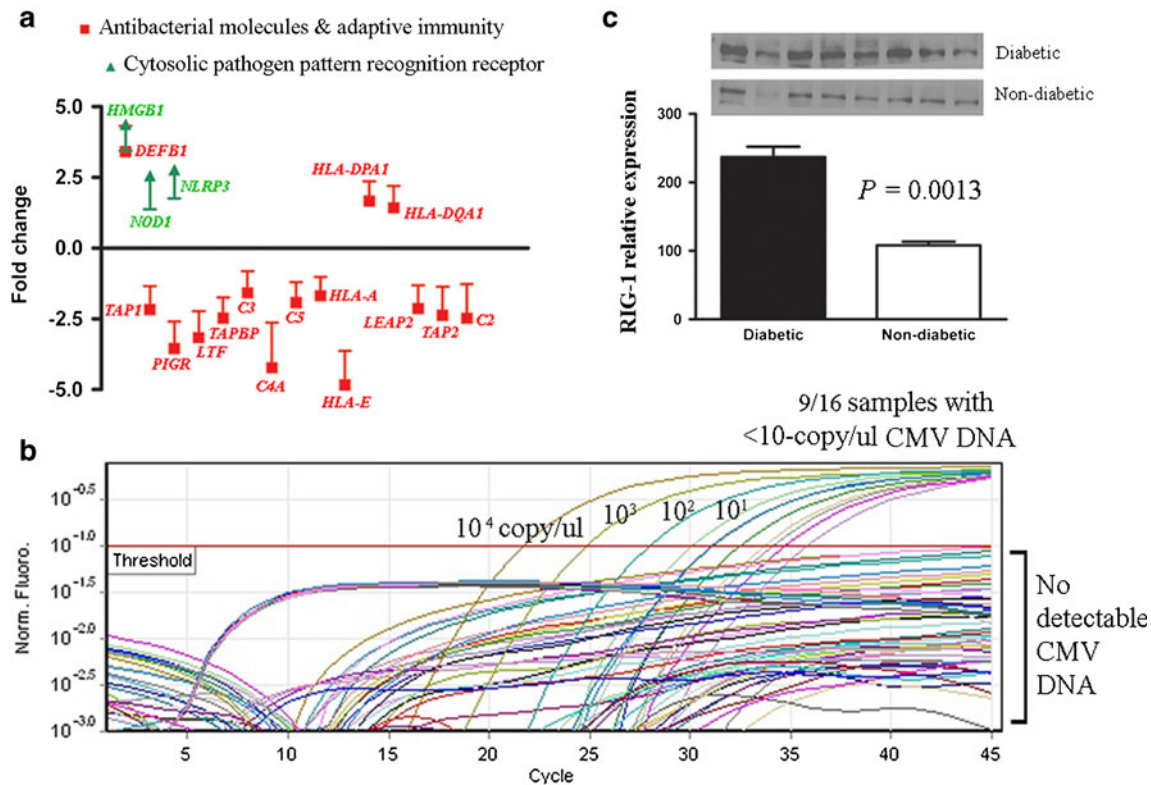 a
Antibacterial molecules & adaptive immunity
Cytosolic pathogen pattern recognition receptor
Fold change
5.0
2.5
0.0
-2.5
-5.0
HMGB1
DEFB1
NOD1
NLRP3
HLA-DPA1
HLA-DQA1
TAP1
PIGR
LTF
TAPBP
C3
C4A
C5
HLA-A
HLA-E
LEAP2
TAP2
C2
c
Diabetic
Non-diabetic
RIG-1 relative expression
300
200
100
0
P = 0.0013
Diabetic
Non-diabetic
9/16 samples with
<10-copy/ul CMV DNA
b
Norm. Fluoro.
10^-0.5
10^-1.0
10^-1.5
10^-2.0
10^-2.5
10^-3.0
Threshold
10^4 copy/ul
10^3
10^2
10^1
5
10
15
20
25
30
35
40
45
Cycle
No
detectable
CMV
DNA